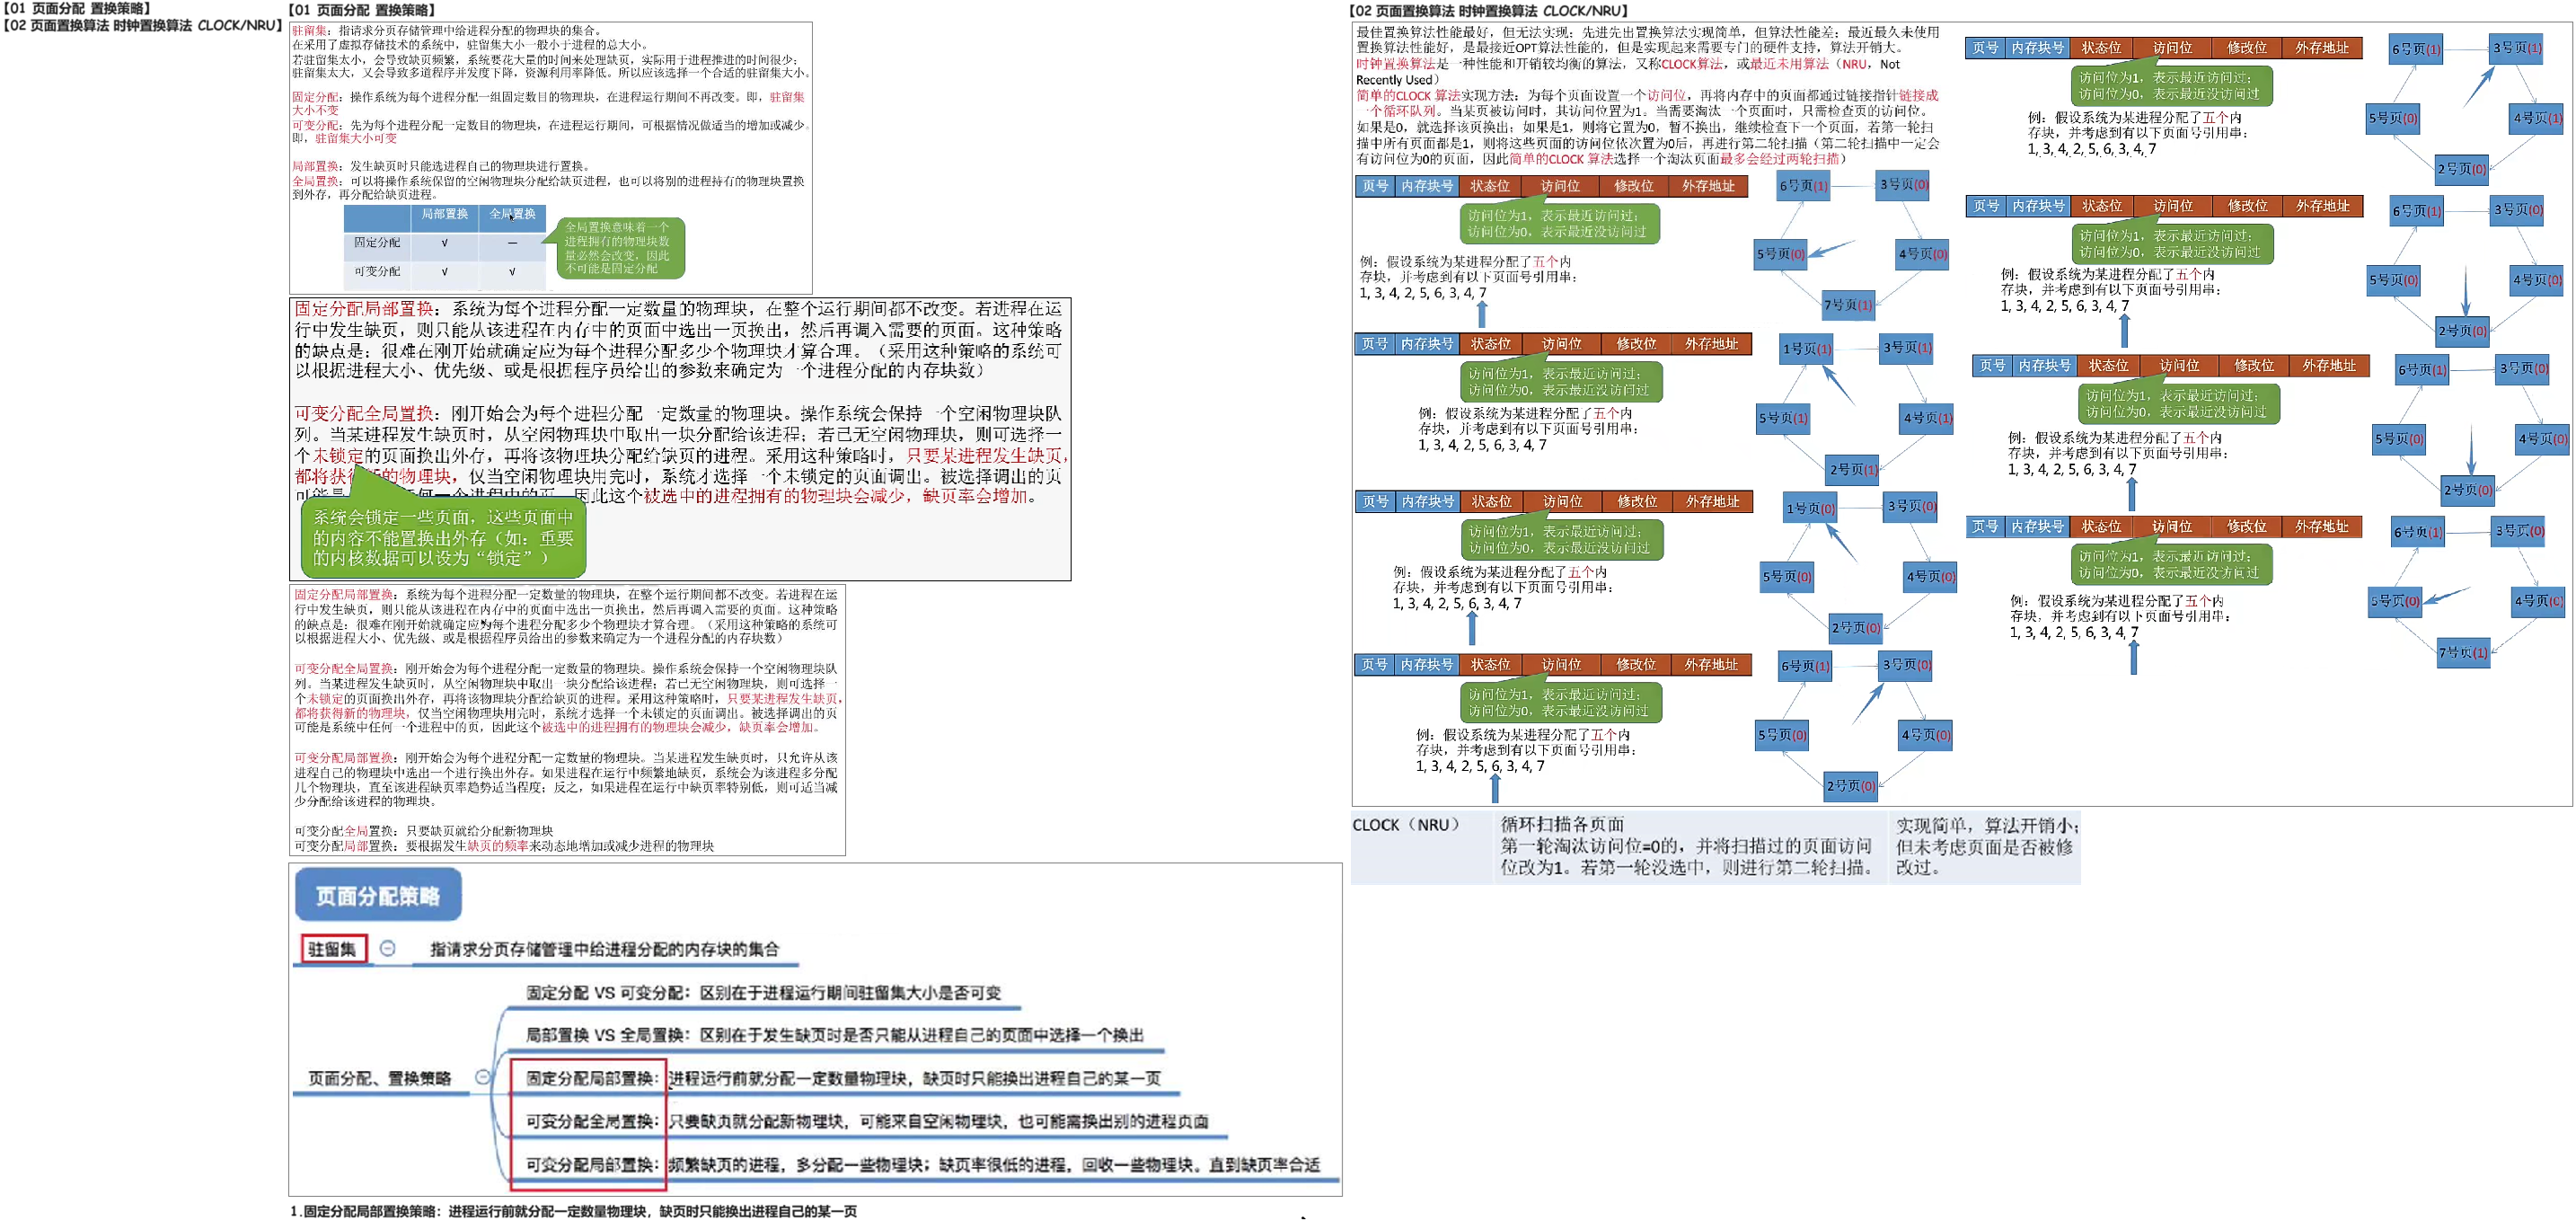 【01 页面分配 置换策略】
【02 页面置换算法 时钟置换算法 CLOCK/NRU】
【01 页面分配 置换策略】
驻留集：指请求分页存储管理中给进程分配的物理块的集合。
在采用了虚拟存储技术的系统中，驻留集大小一般小于进程的总大小。
若驻留集太小，会导致缺页频繁，系统要花大量的时间来处理缺页，实际用于进程推进的时间很少；
驻留集太大，又会导致多道程序并发度下降，资源利用率降低。所以应该选择一个合适的驻留集大小。
固定分配：操作系统为每个进程分配一组固定数目的物理块，在进程运行期间不再改变。即，驻留集
大小不变
可变分配：先为每个进程分配一定数目的物理块，在进程运行期间，可根据情况做适当的增加或减少。
即，驻留集大小可变
局部置换：发生缺页时只能选进程自己的物理块进行置换。
全局置换：可以将操作系统保留的空闲物理块分配给缺页进程，也可以将别的进程持有的物理块置换
到外存，再分配给缺页进程。
局部置换 全局置换
固定分配 √ —
可变分配 √ √
全局置换意味着一个
进程拥有的物理块数
量必然会改变，因此
不可能是固定分配
固定分配局部置换：系统为每个进程分配一定数量的物理块，在整个运行期间都不改变。若进程在运
行中发生缺页，则只能从该进程在内存中的页面中选出一页换出，然后再调入需要的页面。这种策略
的缺点是：很难在刚开始就确定应为每个进程分配多少个物理块才算合理。（采用这种策略的系统可
以根据进程大小、优先级、或是根据程序员给出的参数来确定为一个进程分配的内存块数）
可变分配全局置换：刚开始会为每个进程分配一定数量的物理块。操作系统会保持一个空闲物理块队
列。当某进程发生缺页时，从空闲物理块中取出一块分配给该进程；若已无空闲物理块，则可选择一
个未锁定的页面换出外存，再将该物理块分配给缺页的进程。采用这种策略时，只要某进程发生缺页，
都将获得新的物理块，仅当空闲物理块用完时，系统才选择一个未锁定的页面调出。被选择调出的页
可能是 何一个进程中的页，因此这个被选中的进程拥有的物理块会减少，缺页率会增加。
系统会锁定一些页面，这些页面中
的内容不能置换出外存（如：重要
的内核数据可以设为“锁定”）
固定分配局部置换：系统为每个进程分配一定数量的物理块，在整个运行期间都不改变。若进程在运
行中发生缺页，则只能从该进程在内存中的页面中选出一页换出，然后再调入需要的页面。这种策略
的缺点是：很难在刚开始就确定应为每个进程分配多少个物理块才算合理。（采用这种策略的系统可
以根据进程大小、优先级、或是根据程序员给出的参数来确定为一个进程分配的内存块数）
可变分配全局置换：刚开始会为每个进程分配一定数量的物理块。操作系统会保持一个空闲物理块队
列。当某进程发生缺页时，从空闲物理块中取出一块分配给该进程；若已无空闲物理块，则可选择一
个未锁定的页面换出外存，再将该物理块分配给缺页的进程。采用这种策略时，只要某进程发生缺页，
都将获得新的物理块，仅当空闲物理块用完时，系统才选择一个未锁定的页面调出。被选择调出的页
可能是系统中任何一个进程中的页，因此这个被选中的进程拥有的物理块会减少，缺页率会增加。
可变分配局部置换：刚开始会为每个进程分配一定数量的物理块。当某进程发生缺页时，只允许从该
进程自己的物理块中选出一个进行换出外存。如果进程在运行中频繁地缺页，系统会为该进程多分配
几个物理块，直至该进程缺页率趋势适当程度；反之，如果进程在运行中缺页率特别低，则可适当减
少分配给该进程的物理块。
可变分配全局置换：只要缺页就给分配新物理块
可变分配局部置换：要根据发生缺页的频率来动态地增加或减少进程的物理块
页面分配策略
驻留集 指请求分页存储管理中给进程分配的内存块的集合
页面分配、置换策略
固定分配 VS 可变分配：区别在于进程运行期间驻留集大小是否可变
局部置换 VS 全局置换：区别在于发生缺页时是否只能从进程自己的页面中选择一个换出
固定分配局部置换：进程运行前就分配一定数量物理块，缺页时只能换出进程自己的某一页
可变分配全局置换：只要缺页就分配新物理块，可能来自空闲物理块，也可能需换出别的进程页面
可变分配局部置换：频繁缺页的进程，多分配一些物理块；缺页率很低的进程，回收一些物理块。直到缺页率合适
1.固定分配局部置换策略：进程运行前就分配一定数量物理块，缺页时只能换出进程自己的某一页
【02 页面置换算法 时钟置换算法 CLOCK/NRU】
最佳置换算法性能最好，但无法实现；先进先出置换算法实现简单，但算法性能差；最近最久未使用
置换算法性能好，是最接近OPT算法性能的，但是实现起来需要专门的硬件支持，算法开销大。
时钟置换算法是一种性能和开销较均衡的算法，又称CLOCK算法，或最近未用算法（NRU，Not
Recently Used）
简单的CLOCK 算法实现方法：为每个页面设置一个访问位，再将内存中的页面都通过链接指针链接成
一个循环队列。当某页被访问时，其访问位置为1。当需要淘汰一个页面时，只需检查页的访问位。
如果是0，就选择该页换出；如果是1，则将它置为0，暂不换出，继续检查下一个页面，若第一轮扫
描中所有页面都是1，则将这些页面的访问位依次置为0后，再进行第二轮扫描（第二轮扫描中一定会
有访问位为0的页面，因此简单的CLOCK 算法选择一个淘汰页面最多会经过两轮扫描）
页号 内存块号 状态位 访问位 修改位 外存地址
访问位为1，表示最近访问过；
访问位为0，表示最近没访问过
例：假设系统为某进程分配了五个内
存块，并考虑到有以下页面号引用串：
1, 3, 4, 2, 5, 6, 3, 4, 7
6号页(1) 3号页(0)
5号页(0) 4号页(0)
7号页(1)
页号 内存块号 状态位 访问位 修改位 外存地址
访问位为1，表示最近访问过；
访问位为0，表示最近没访问过
例：假设系统为某进程分配了五个内
存块，并考虑到有以下页面号引用串：
1, 3, 4, 2, 5, 6, 3, 4, 7
1号页(1) 3号页(1)
5号页(1) 4号页(1)
2号页(1)
页号 内存块号 状态位 访问位 修改位 外存地址
访问位为1，表示最近访问过；
访问位为0，表示最近没访问过
例：假设系统为某进程分配了五个内
存块，并考虑到有以下页面号引用串：
1, 3, 4, 2, 5, 6, 3, 4, 7
1号页(0) 3号页(0)
5号页(0) 4号页(0)
2号页(0)
页号 内存块号 状态位 访问位 修改位 外存地址
访问位为1，表示最近访问过；
访问位为0，表示最近没访问过
例：假设系统为某进程分配了五个内
存块，并考虑到有以下页面号引用串：
1, 3, 4, 2, 5, 6, 3, 4, 7
6号页(1) 3号页(0)
5号页(0) 4号页(0)
2号页(0)
页号 内存块号 状态位 访问位 修改位 外存地址
访问位为1，表示最近访问过；
访问位为0，表示最近没访问过
例：假设系统为某进程分配了五个内
存块，并考虑到有以下页面号引用串：
1, 3, 4, 2, 5, 6, 3, 4, 7
6号页(1) 3号页(1)
5号页(0) 4号页(1)
2号页(0)
页号 内存块号 状态位 访问位 修改位 外存地址
访问位为1，表示最近访问过；
访问位为0，表示最近没访问过
例：假设系统为某进程分配了五个内
存块，并考虑到有以下页面号引用串：
1, 3, 4, 2, 5, 6, 3, 4, 7
6号页(1) 3号页(0)
5号页(0) 4号页(0)
2号页(0)
页号 内存块号 状态位 访问位 修改位 外存地址
访问位为1，表示最近访问过；
访问位为0，表示最近没访问过
例：假设系统为某进程分配了五个内
存块，并考虑到有以下页面号引用串：
1, 3, 4, 2, 5, 6, 3, 4, 7
6号页(1) 3号页(0)
5号页(0) 4号页(0)
2号页(0)
页号 内存块号 状态位 访问位 修改位 外存地址
访问位为1，表示最近访问过；
访问位为0，表示最近没访问过
例：假设系统为某进程分配了五个内
存块，并考虑到有以下页面号引用串：
1, 3, 4, 2, 5, 6, 3, 4, 7
6号页(1) 3号页(0)
5号页(0) 4号页(0)
7号页(1)
CLOCK（NRU） 循环扫描各页面 实现简单，算法开销小；
第一轮淘汰访问位=0的，并将扫描过的页面访问 但未考虑页面是否被修
位改为1。若第一轮没选中，则进行第二轮扫描。 改过。